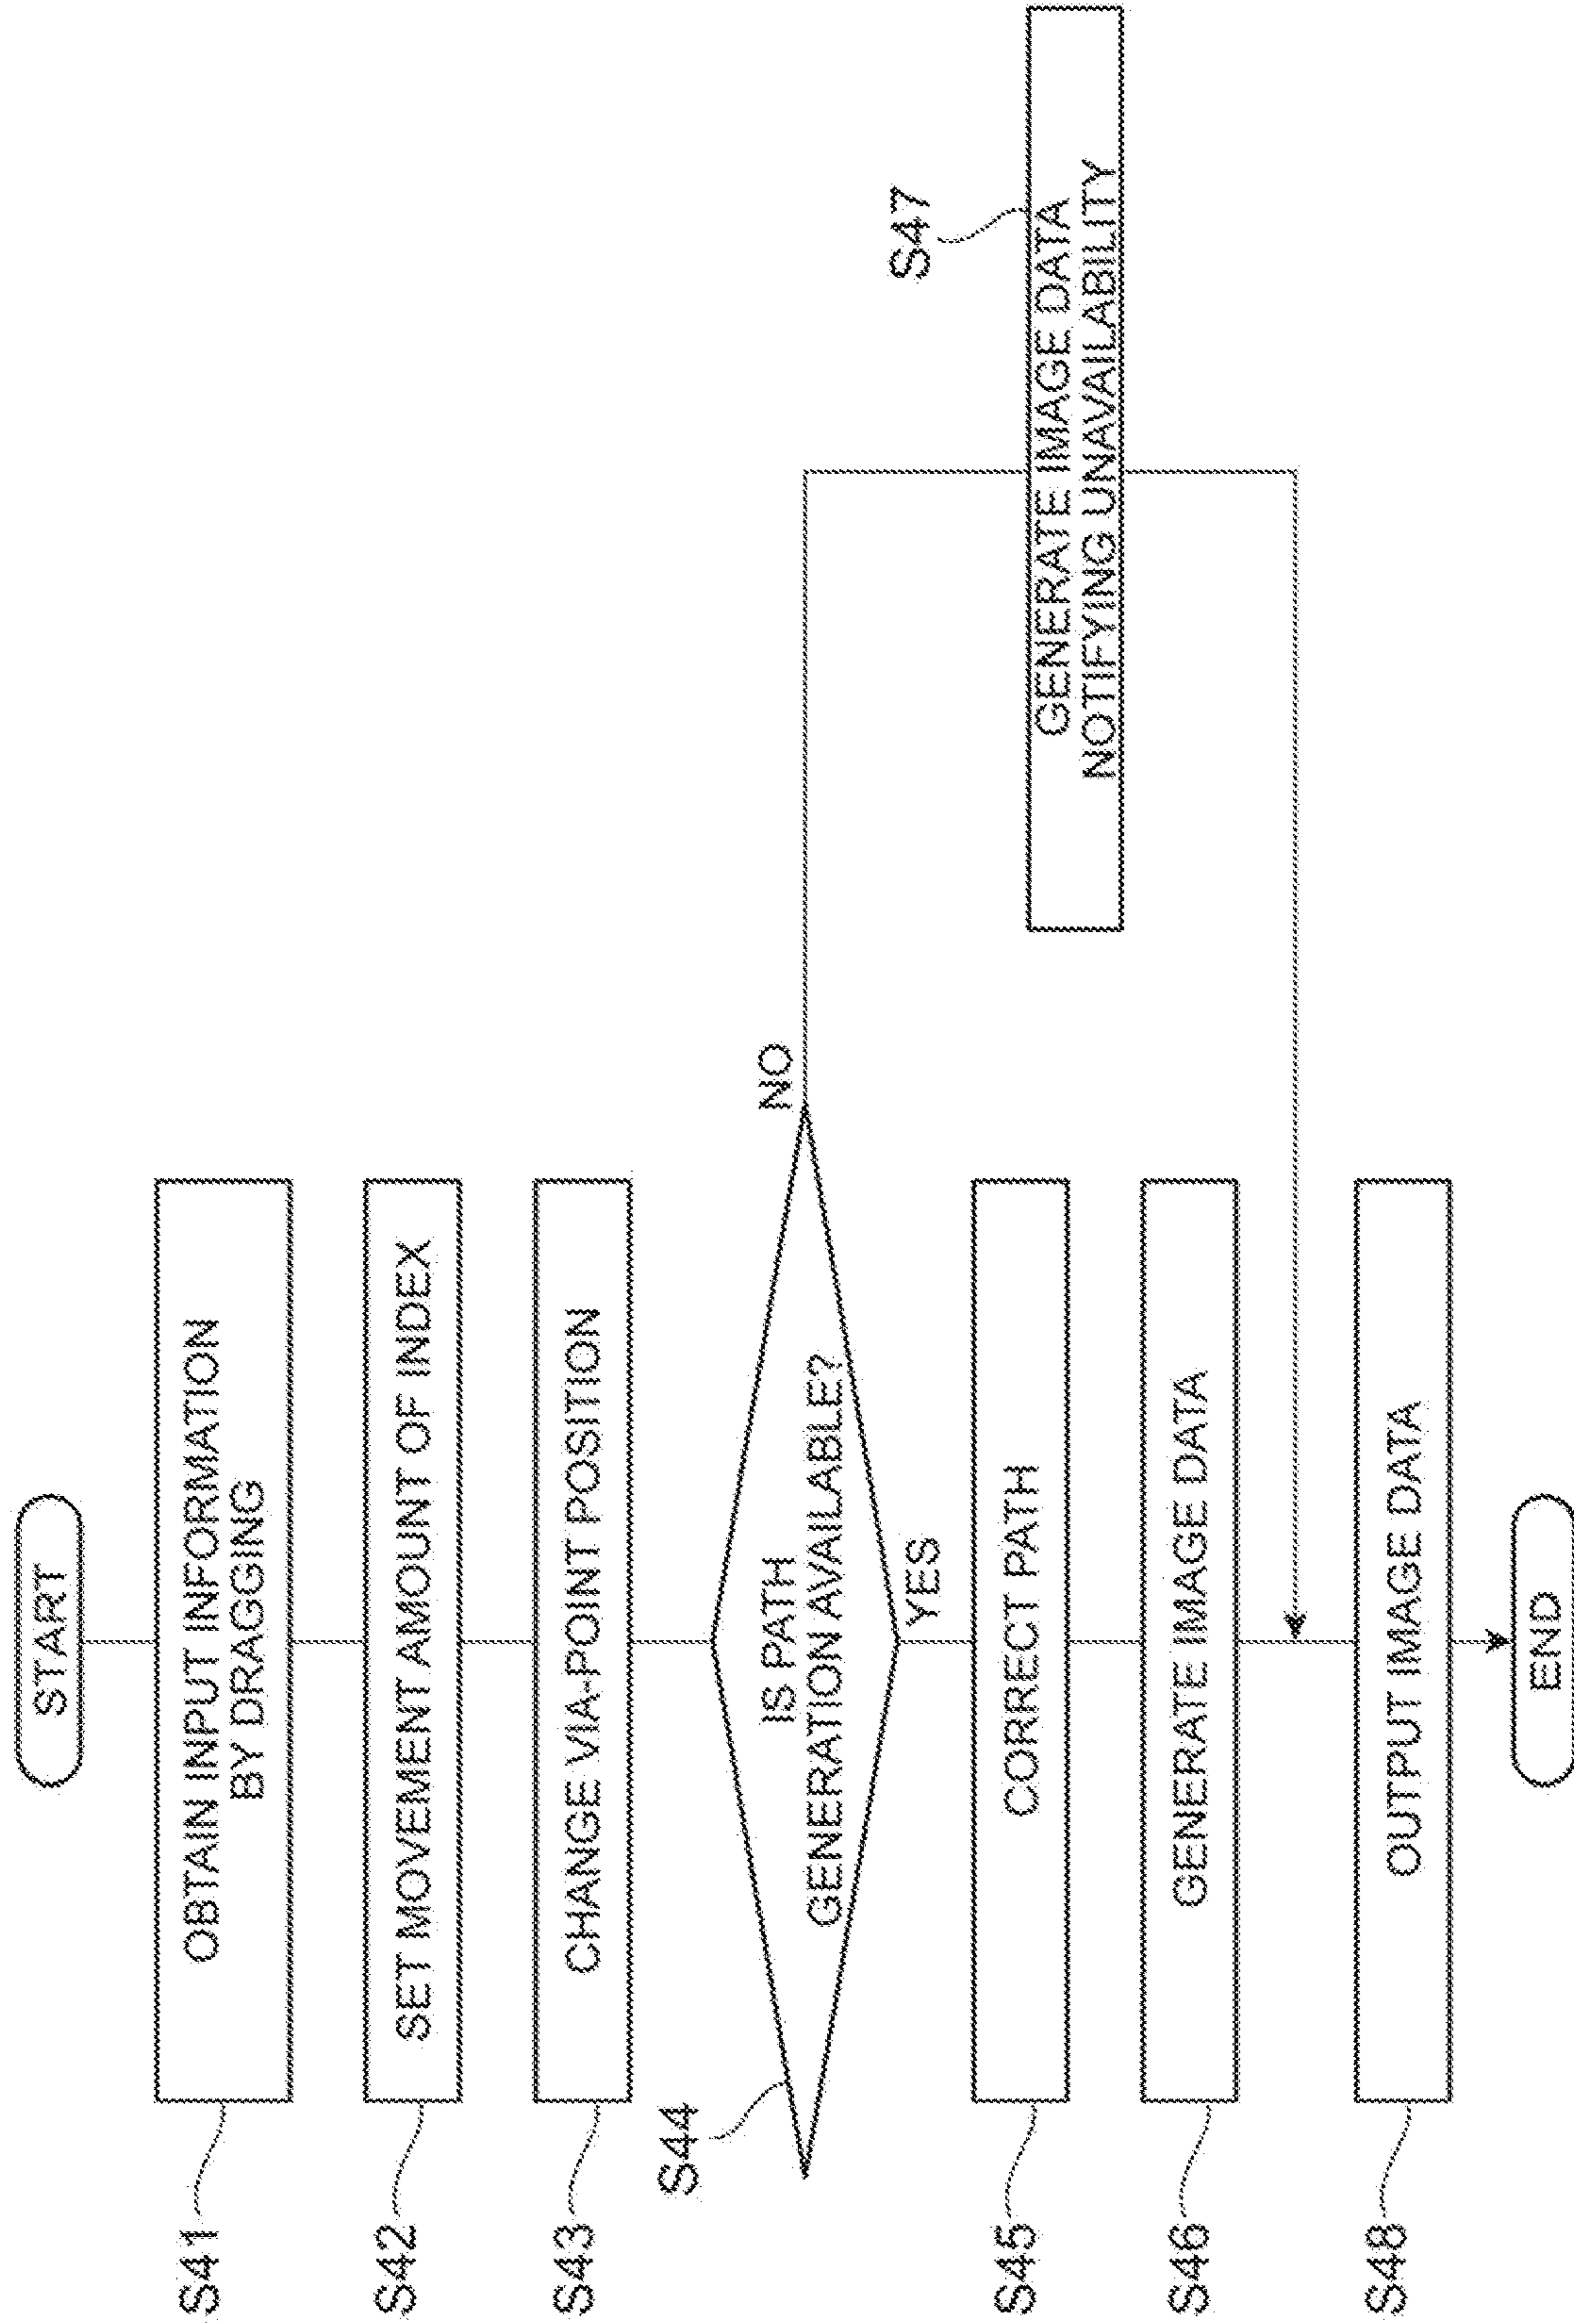 START
S41
OBTAIN INPUT INFORMATION
BY DRAGGING
S42
SET MOVEMENT AMOUNT OF INDEX
S43
CHANGE VIA-POINT POSITION
S44
IS PATH
GENERATION AVAILABLE?
NO
YES
S45
CORRECT PATH
S47
GENERATE IMAGE DATA
NOTIFYING UNAVAILABILITY
S46
GENERATE IMAGE DATA
S48
OUTPUT IMAGE DATA
END